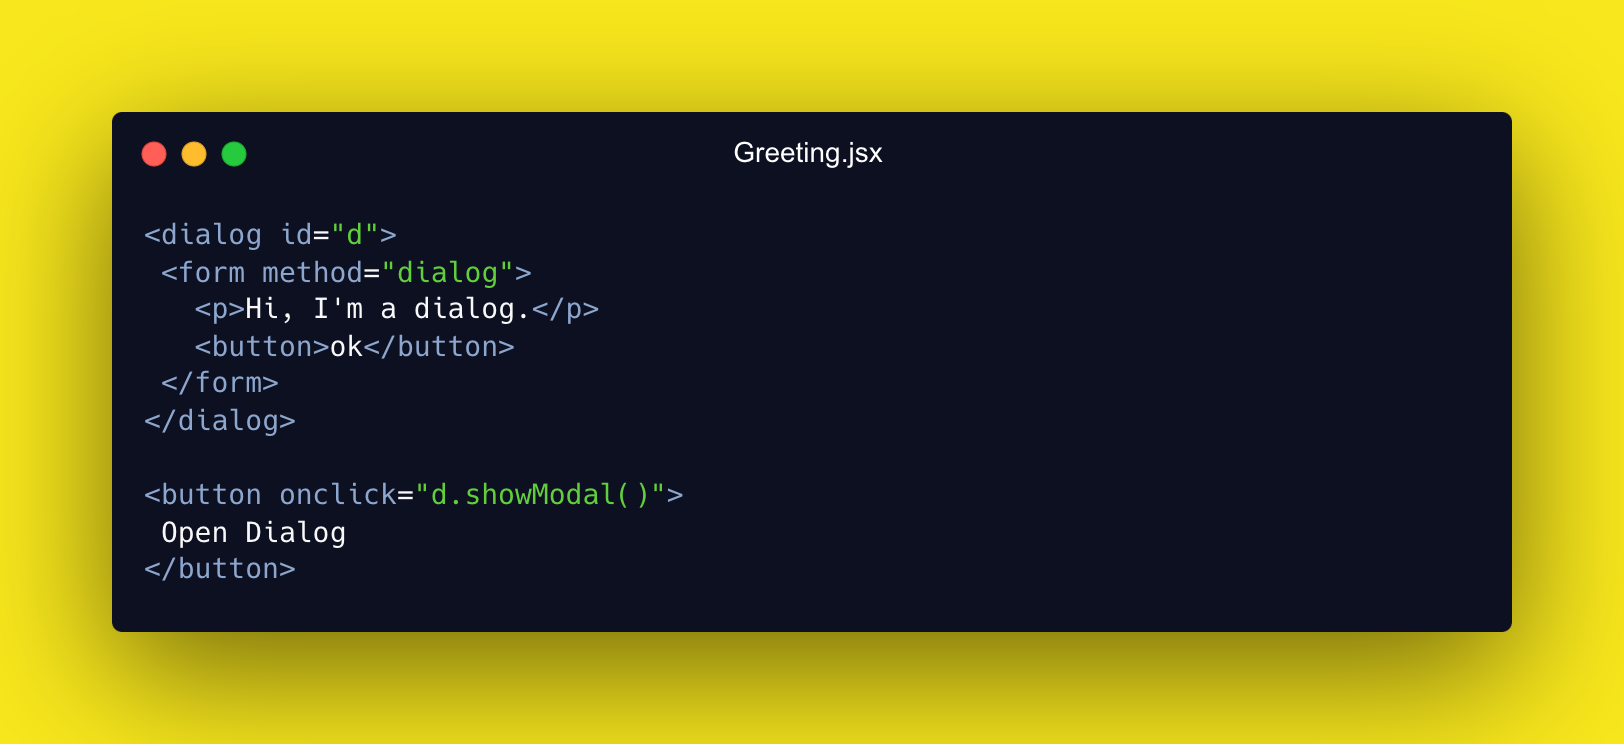 Greeting.jsx
<dialog id="d">
 <form method="dialog">
   <p>Hi, I'm a dialog.</p>
   <button>ok</button>
 </form>
</dialog>

<button onclick="d.showModal()">
 Open Dialog
</button>